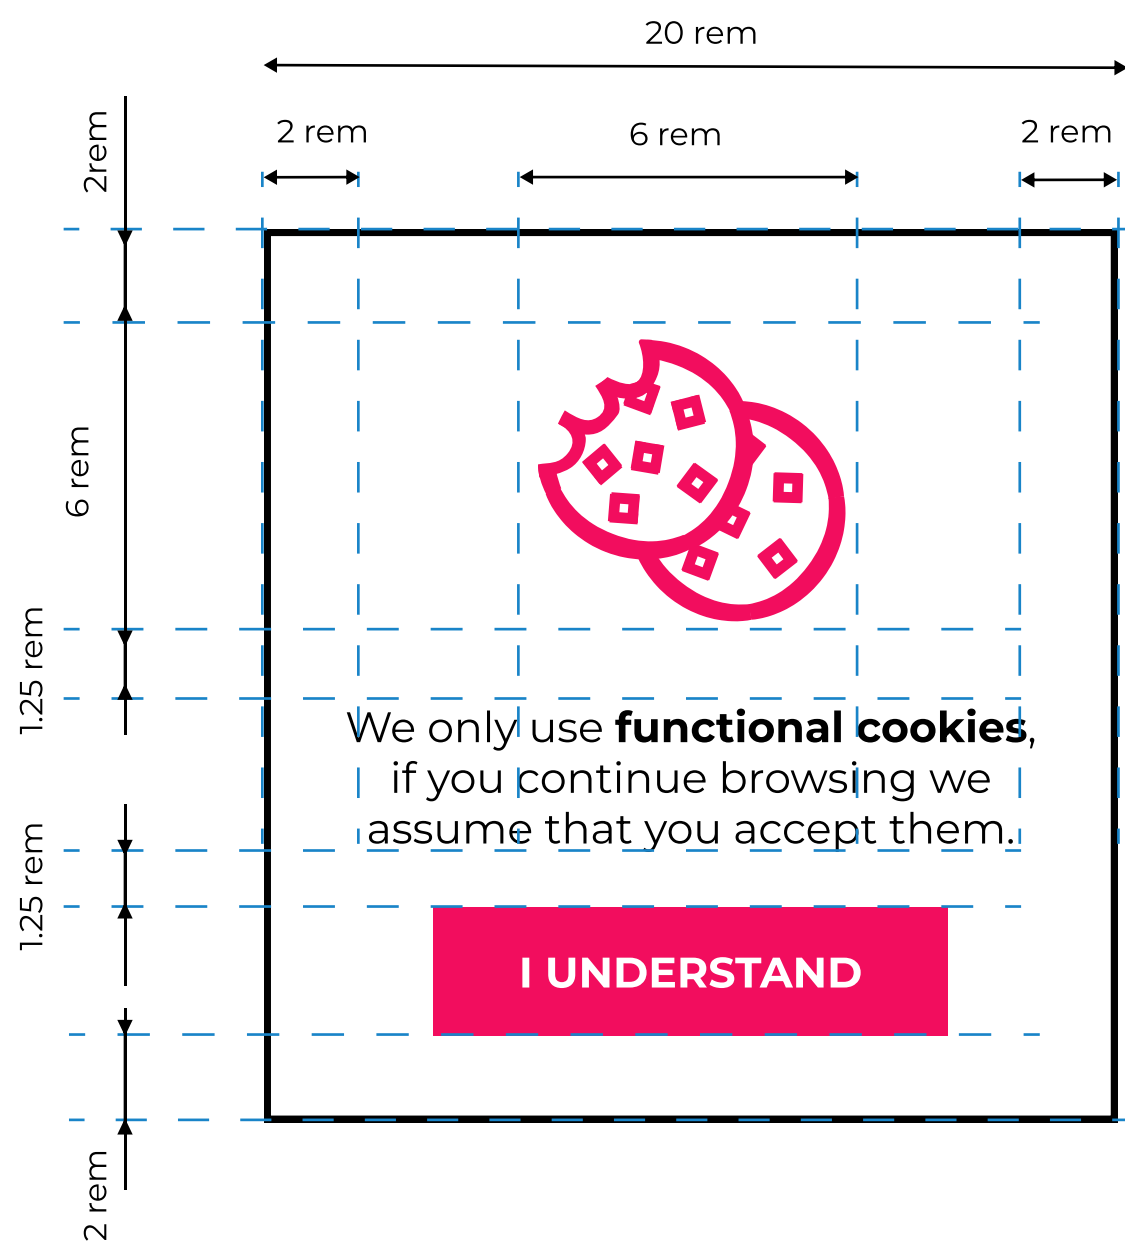 20 rem
2 rem
6 rem
2 rem
2rem
6 rem
1.25 rem
We only use functional cookies,
if you continue browsing we
assume that you accept them.
1.25 rem
I UNDERSTAND
2 rem